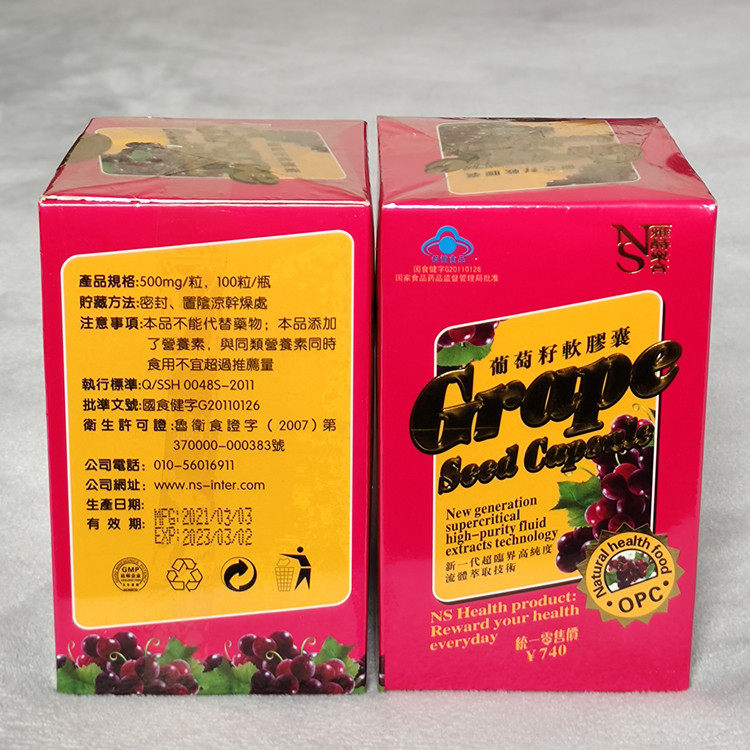 產品規格:500mg/粒，100粒/瓶
貯藏方法:密封、置陰涼幹燥處
注意事項:本品不能代替藥物；本品添加
了營養素，與同類營養素同時
食用不宜超過推薦量
執行標準:Q/SSH 0048S-2011
批準文號:國食健字G20110126
衛生許可證:魯衛食證字（2007）第
370000-000383號
公司電話: 010-56016911
公司網址: www.ns-inter.com
生產日期:
有 效 期:
MFG:2021/03/03
EXP:2023/03/02
GMP
葡萄籽軟膠囊
保健食品
国食健字G20110126
国家食品药品监督管理局批准
NS
葡萄籽軟膠囊
Grape
Seed Capsule
New generation
supercritical
high-purity fluid
extracts technology
新一代超臨界高純度
流體萃取技術
Natural health food
OPC
NS Health product:
Reward your health
everyday
統一零售價
￥740